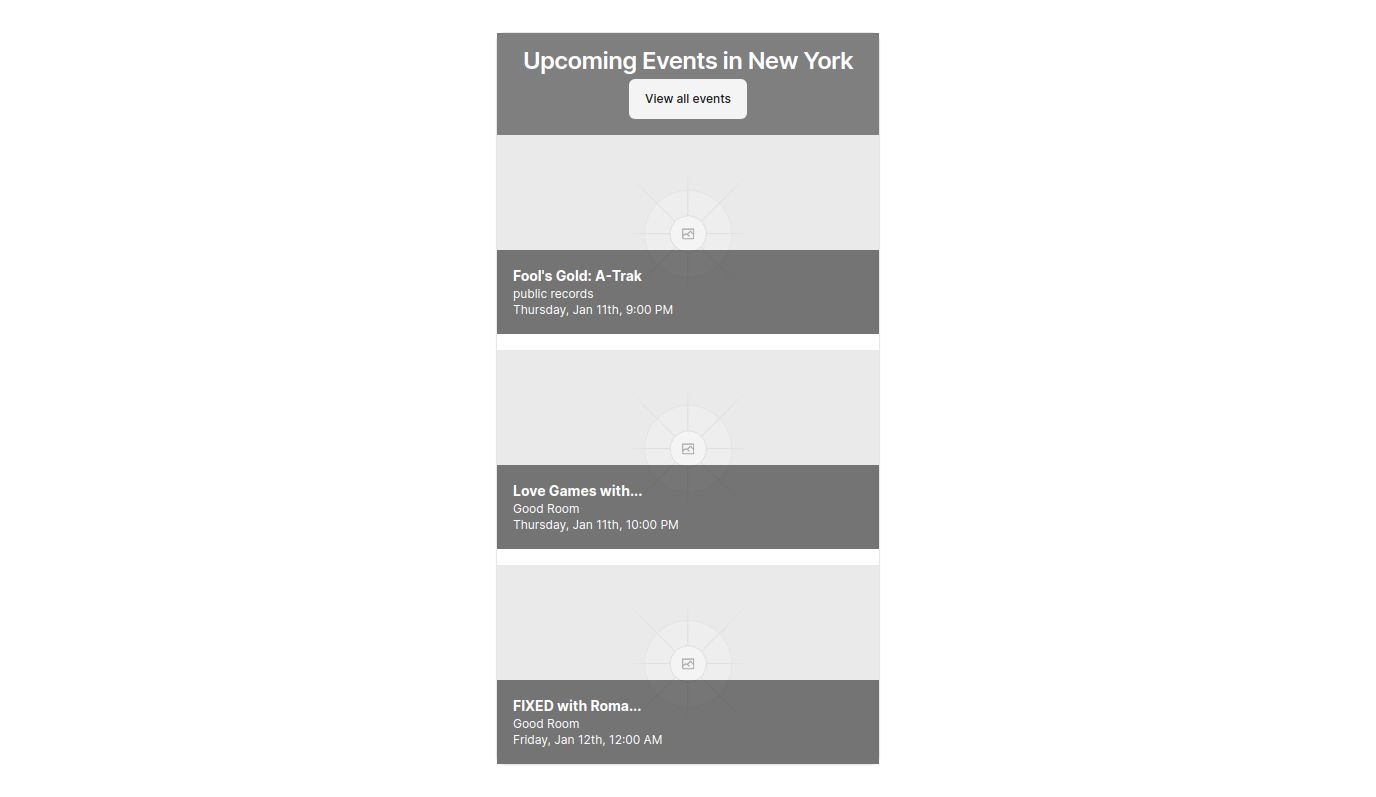 Upcoming Events in New York
View all events
Fool's Gold: A-Trak
public records
Thursday, Jan 11th, 9:00 PM
Love Games with...
Good Room
Thursday, Jan 11th, 10:00 PM
FIXED with Roma...
Good Room
Friday, Jan 12th, 12:00 AM